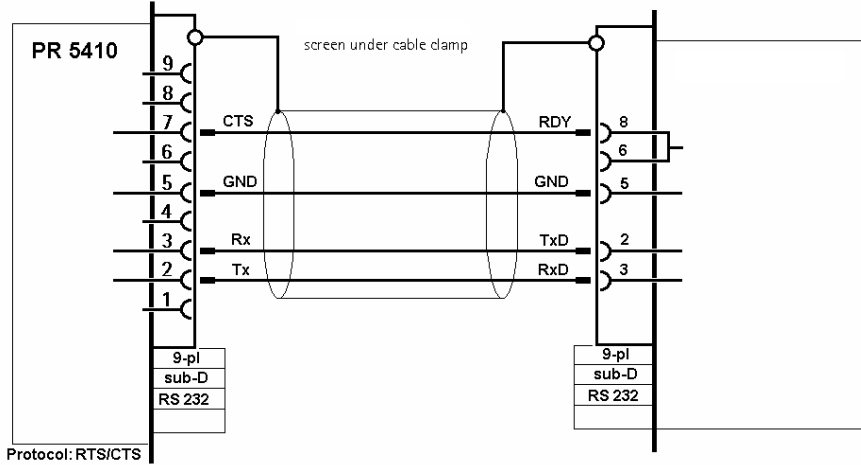 PR 5410
screen under cable clamp
9
8
7 CTS RDY 8
6 6
5 GND GND 5
4
3 Rx TxD 2
2 Tx RxD 3
1
9-pl 9-pl
sub-D sub-D
RS 232 RS 232
Protocol: RTS/CTS